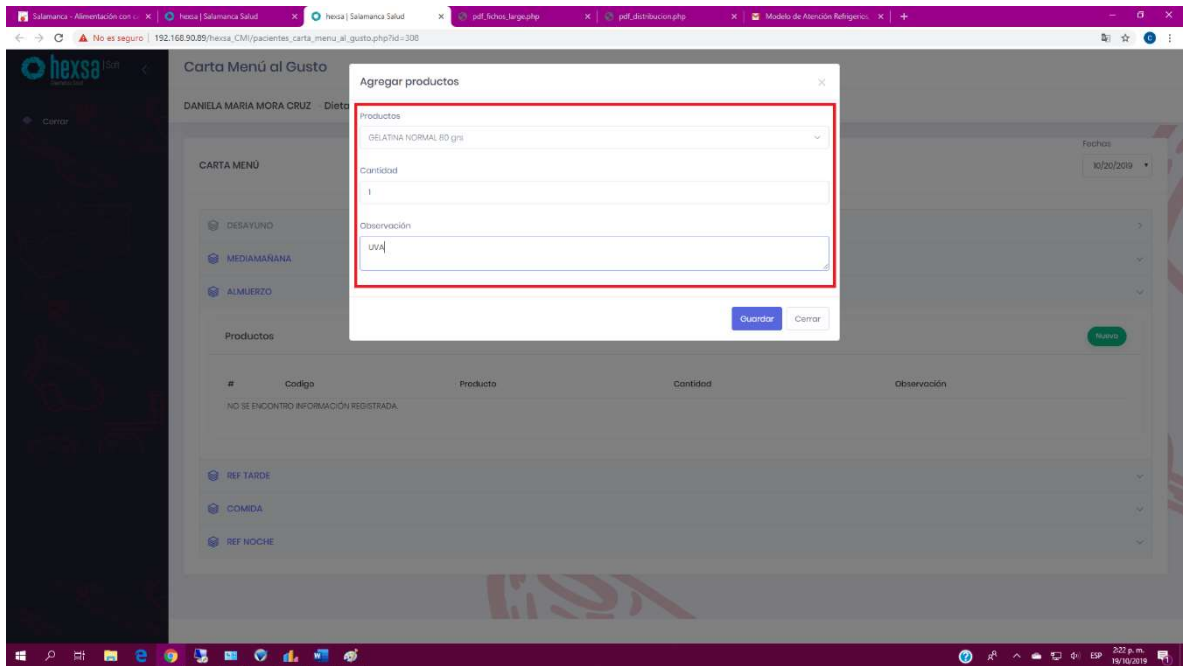 Salamanca - Alimentación con c
hexsa | Salamanca Salud
hexsa | Salamanca Salud
pdf_fichos_large.php
pdf_distribucion.php
Modelo de Atención Refrigerios,
No es seguro
192.168.90.89/hexsa_CMI/pacientes_carta_menu_al_gusto.php?id=308
hexsa Soft
Cerrar
Carta Menú al Gusto
DANIELA MARIA MORA CRUZ - Dieta
Agregar productos
Productos
GELATINA NORMAL 80 grs
Cantidad
1
Observación
UVA
Guardar
Cerrar
Fechas
10/20/2019
CARTA MENÚ
DESAYUNO
MEDIAMAÑANA
ALMUERZO
Productos
Nuevo
# Codigo Producto Cantidad Observación
NO SE ENCONTRO INFORMACIÓN REGISTRADA.
REF TARDE
COMIDA
REF NOCHE
ESP
2:22 p. m.
19/10/2019